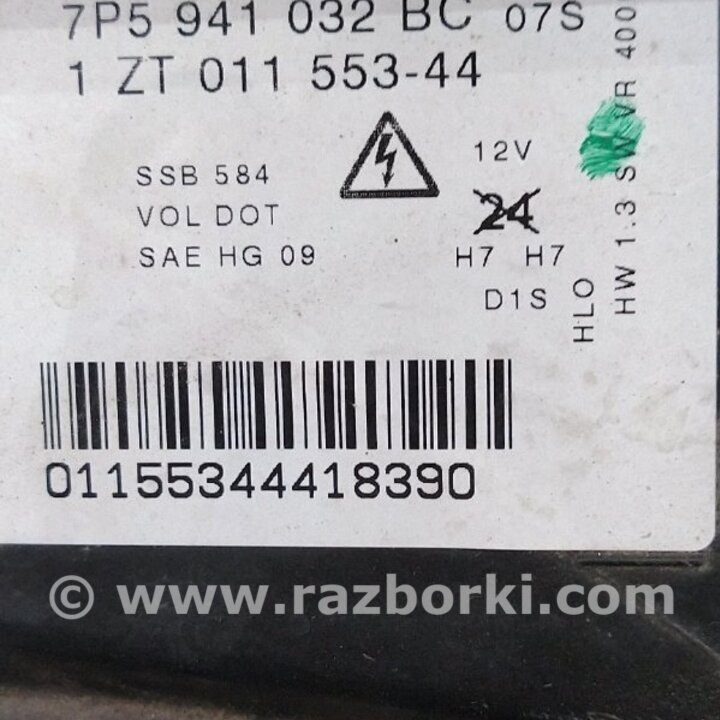 7P5 941 032 BC 07S
1 ZT 011 553-44
SSB 584
VOL DOT
SAE HG 09
12V
24
H7 H7
D1S
HLO
HW 1.3 SW VR 400
01155344418390
© www.razborki.com